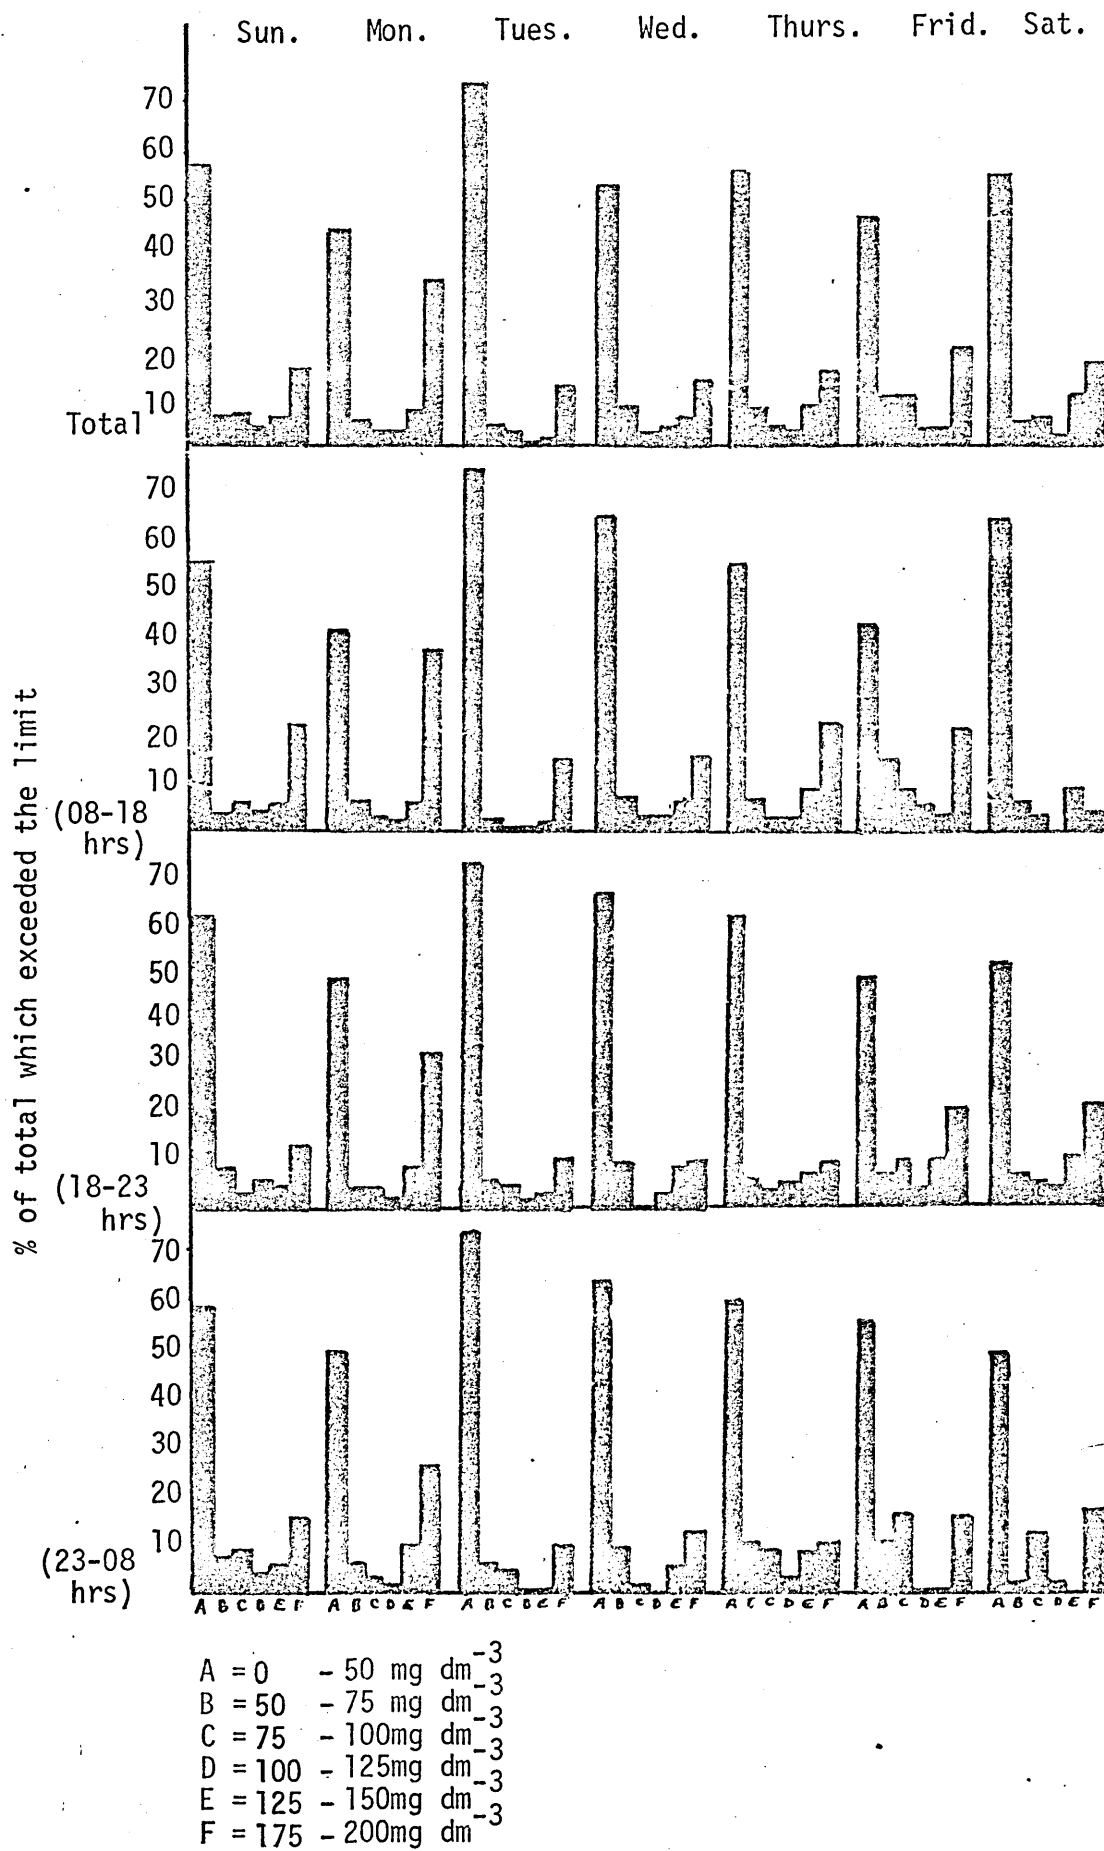 Sun. Mon. Tues. Wed. Thurs. Frid. Sat.
% of total which exceeded the limit
70
60
50
40
30
20
10
Total
70
60
50
40
30
20
10
(08-18
hrs)
70
60
50
40
30
20
10
(18-23
hrs)
70
60
50
40
30
20
10
(23-08
hrs)
A B C D E F A B C D E F A B C D E F A B C D E F A C C D E F A B C D E F A B C D E F
A = 0 - 50 mg dm-3
B = 50 - 75 mg dm-3
C = 75 - 100mg dm-3
D = 100 - 125mg dm-3
E = 125 - 150mg dm-3
F = 175 - 200mg dm-3